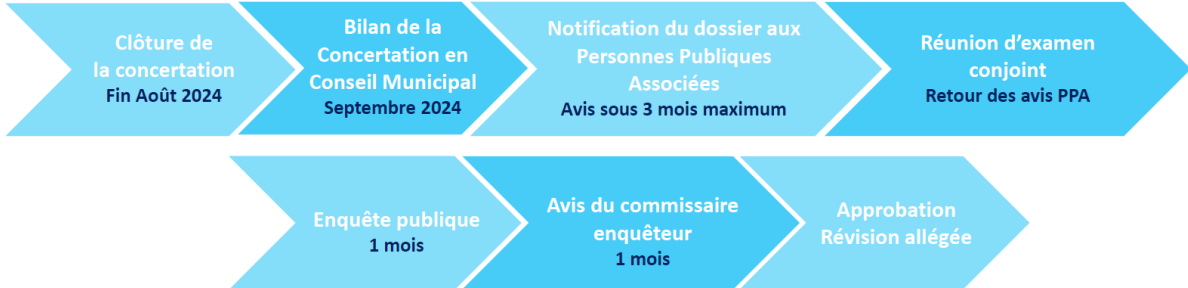 Clôture de
la concertation
Fin Août 2024
Bilan de la
Concertation en
Conseil Municipal
Septembre 2024
Notification du dossier aux
Personnes Publiques
Associées
Avis sous 3 mois maximum
Réunion d’examen
conjoint
Retour des avis PPA
Enquête publique
1 mois
Avis du commissaire
enquêteur
1 mois
Approbation
Révision allégée